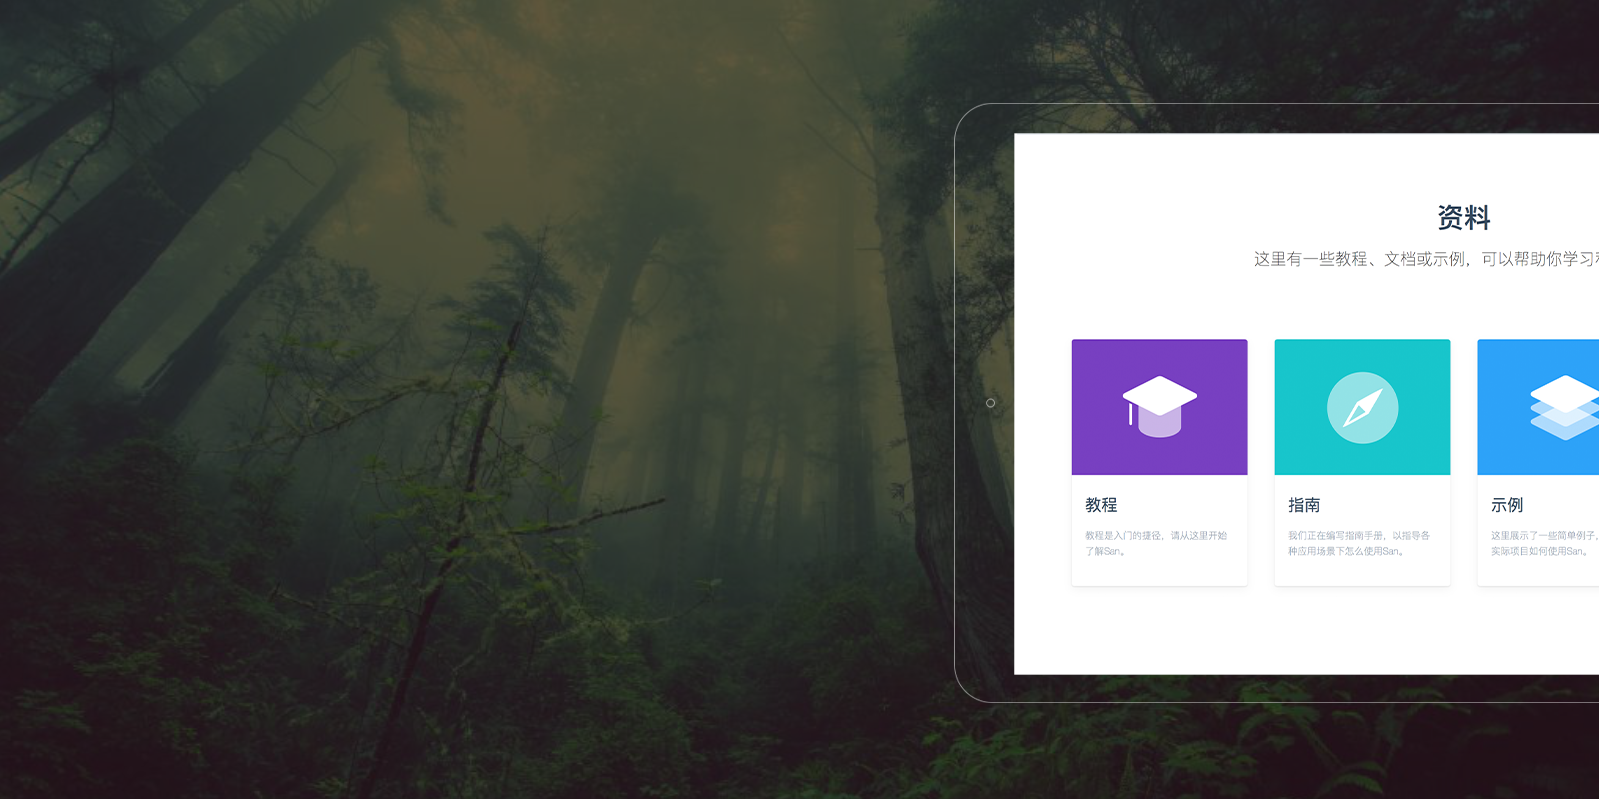 资料
这里有一些教程、文档或示例，可以帮助你学习
教程
教程是入门的捷径，请从这里开始
了解San。
指南
我们正在编写指南手册，以指导各
种应用场景下怎么使用San。
示例
这里展示了一些简单例子，
实际项目如何使用San。